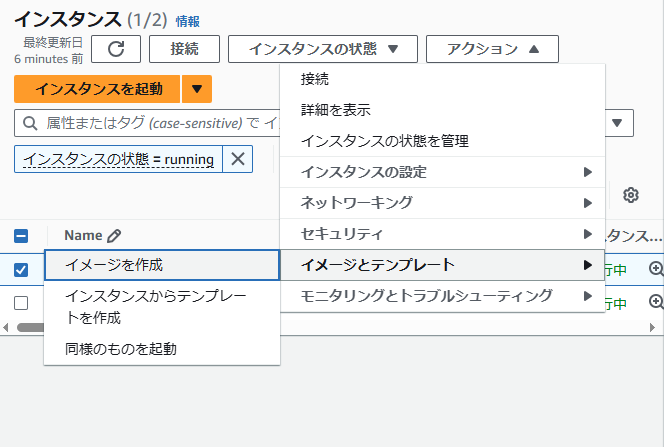 インスタンス (1/2) 情報
最終更新日
6 minutes 前
接続
インスタンスの状態
アクション
インスタンスを起動
属性またはタグ (case-sensitive) で イ
インスタンスの状態 = running
接続
詳細を表示
インスタンスの状態を管理
インスタンスの設定
ネットワーキング
セキュリティ
イメージとテンプレート
モニタリングとトラブルシューティング
Name
スタンス...
イメージを作成
インスタンスからテンプレー
トを作成
同様のものを起動
行中
行中